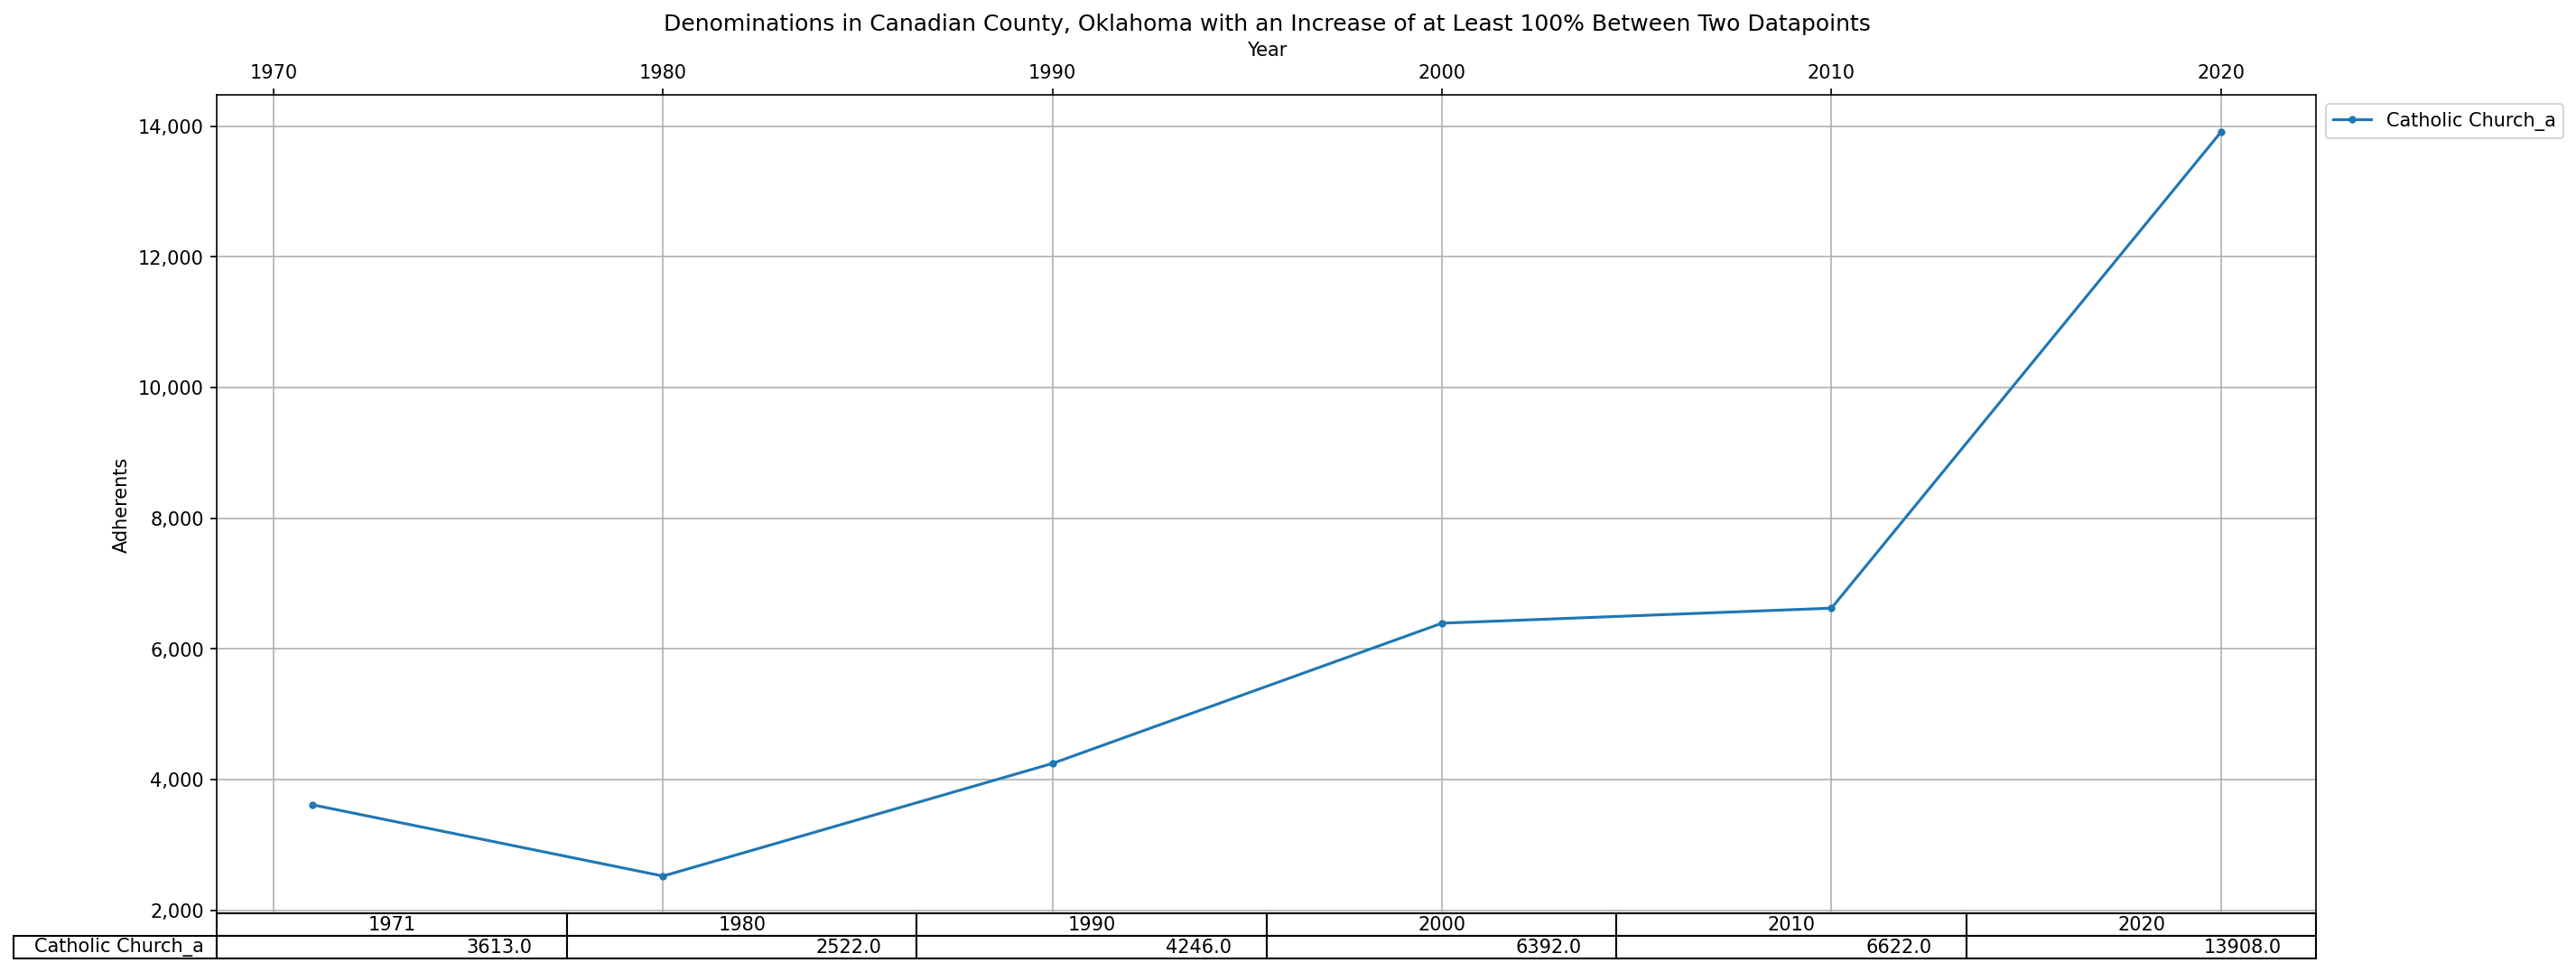 Denominations in Canadian County, Oklahoma with an Increase of at Least 100% Between Two Datapoints
Year
1970 1980 1990 2000 2010 2020
Catholic Church_a
14,000
12,000
10,000
8,000
6,000
4,000
2,000
Adherents
1971 1980 1990 2000 2010 2020
Catholic Church_a 3613.0 2522.0 4246.0 6392.0 6622.0 13908.0